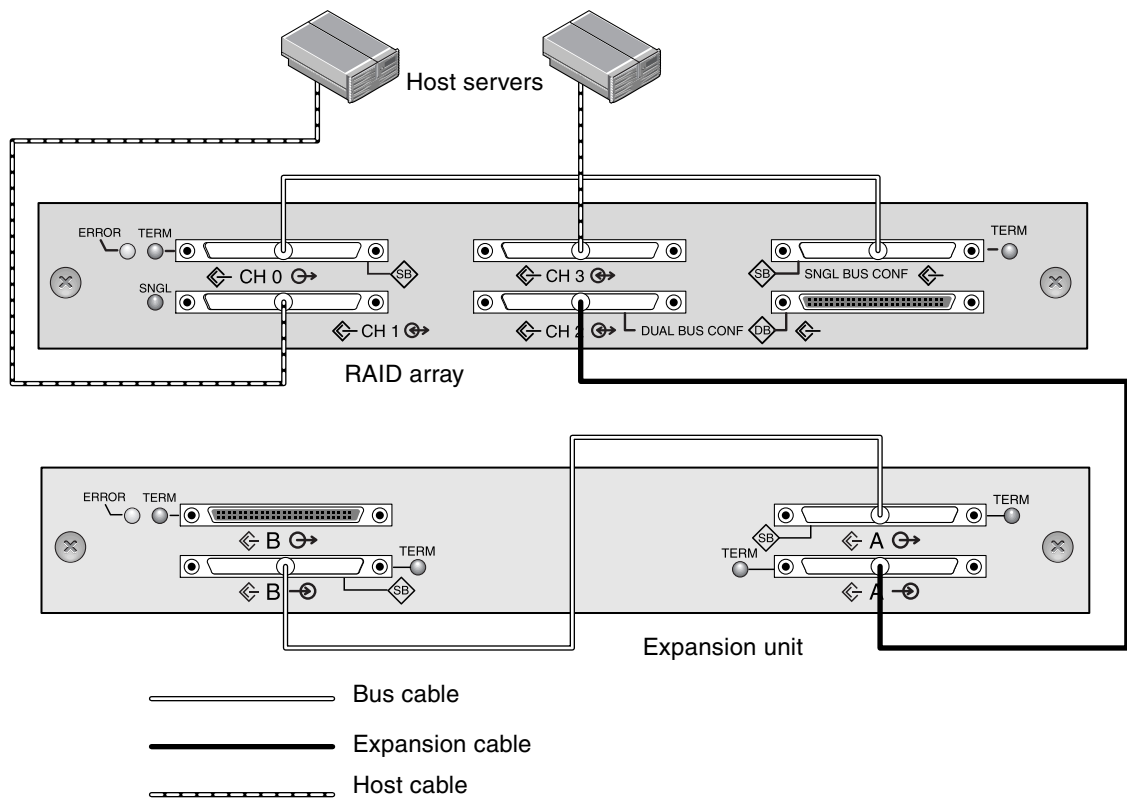 Host servers
ERROR
TERM
TERM
CH 0
SB
CH 3
SB
SNGL BUS CONF
SNGL
CH 1
CH 2
DUAL BUS CONF
DB
RAID array
ERROR
TERM
TERM
B
SB
A
TERM
TERM
B
SB
A
Expansion unit
Bus cable
Expansion cable
Host cable